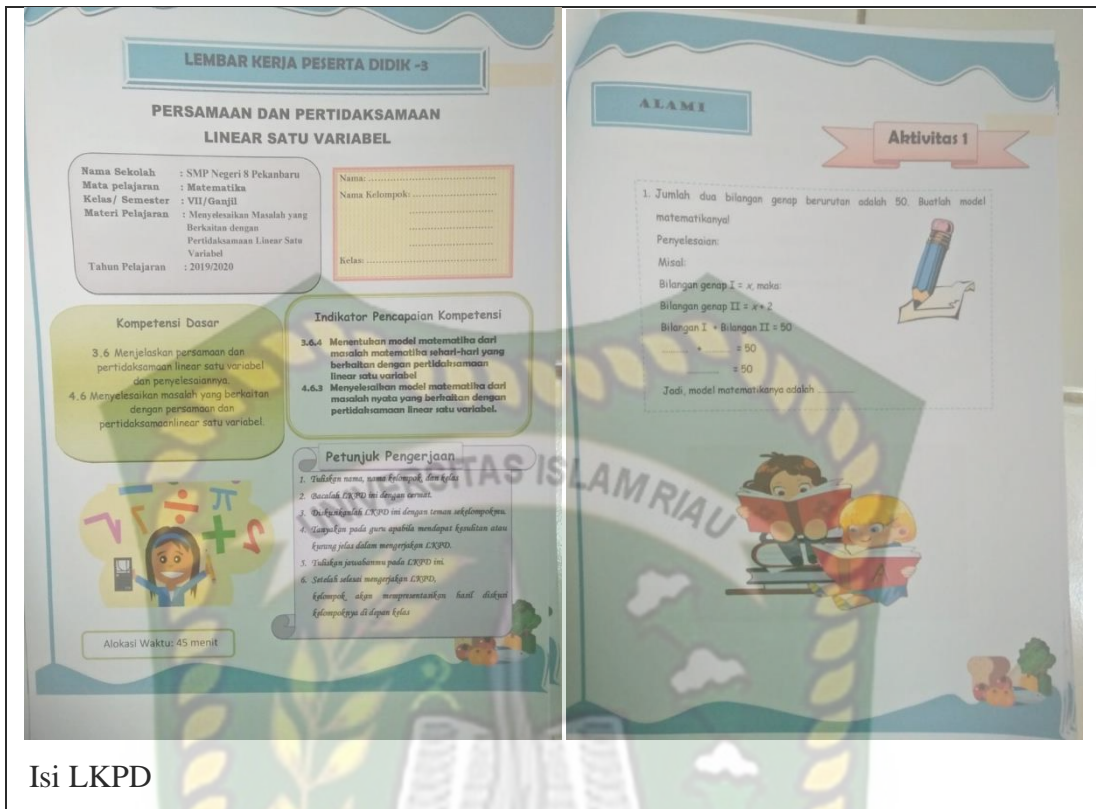 LEMBAR KERJA PESERTA DIDIK -3
PERSAMAAN DAN PERTIDAKSAMAAN
LINEAR SATU VARIABEL
Nama Sekolah : SMP Negeri 8 Pekanbaru
Mata pelajaran : Matematika
Kelas/ Semester : VII/Ganjil
Materi Pelajaran : Menyelesaikan Masalah yang
Berkaitan dengan
Pertidaksamaan Linear Satu
Variabel
Tahun Pelajaran : 2019/2020
Nama: ........................................
Nama Kelompok: ........................
........................
........................
........................
Kelas: ........................................
Kompetensi Dasar
3.6 Menjelaskan persamaan dan
pertidaksamaan linear satu variabel
dan penyelesaiannya.
4.6 Menyelesaikan masalah yang berkaitan
dengan persamaan dan
pertidaksamaanlinear satu variabel.
Indikator Pencapaian Kompetensi
3.6.4 Menentukan model matematika dari
masalah matematika sehari-hari yang
berkaitan dengan pertidaksamaan
linear satu variabel
4.6.3 Menyelesaikan model matematika dari
masalah nyata yang berkaitan dengan
pertidaksamaan linear satu variabel.
Petunjuk Pengerjaan
1. Tuliskan nama, nama kelompok, dan kelas
2. Bacalah LKPD ini dengan cermat.
3. Diskusikanlah LKPD ini dengan teman sekelompokmu.
4. Tanyakan pada guru apabila mendapat kesulitan atau
kurang jelas dalam mengerjakan LKPD.
5. Tuliskan jawabanmu pada LKPD ini.
6. Setelah selesai mengerjakan LKPD,
kelompok akan mempresentasikan hasil diskusi
kelompoknya di depan kelas
Alokasi Waktu: 45 menit
ALAMI
Aktivitas 1
1. Jumlah dua bilangan genap berurutan adalah 50. Buatlah model
matematikanya!
Penyelesaian:
Misal:
Bilangan genap I = x, maka:
Bilangan genap II = x + 2
Bilangan I + Bilangan II = 50
........ + ........ = 50
........ = 50
Jadi, model matematikanya adalah ........
UNIVERSITAS ISLAM RIAU
Isi LKPD